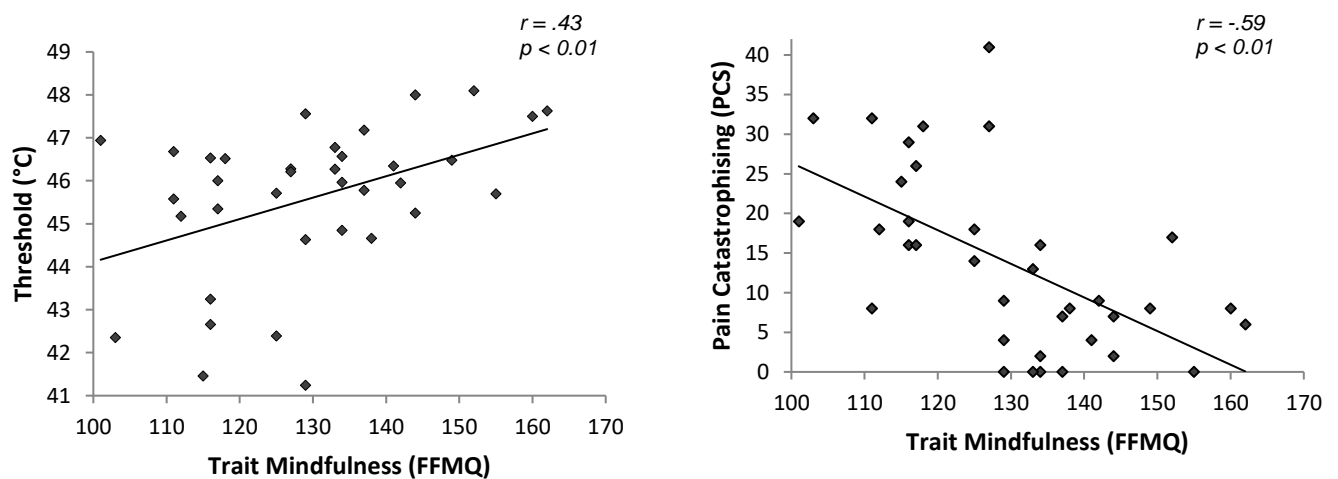 r = .43
p < 0.01
Threshold (°C)
49
48
47
46
45
44
43
42
41
100 110 120 130 140 150 160 170
Trait Mindfulness (FFMQ)
r = -.59
p < 0.01
Pain Catastrophising (PCS)
40
35
30
25
20
15
10
5
0
100 110 120 130 140 150 160 170
Trait Mindfulness (FFMQ)